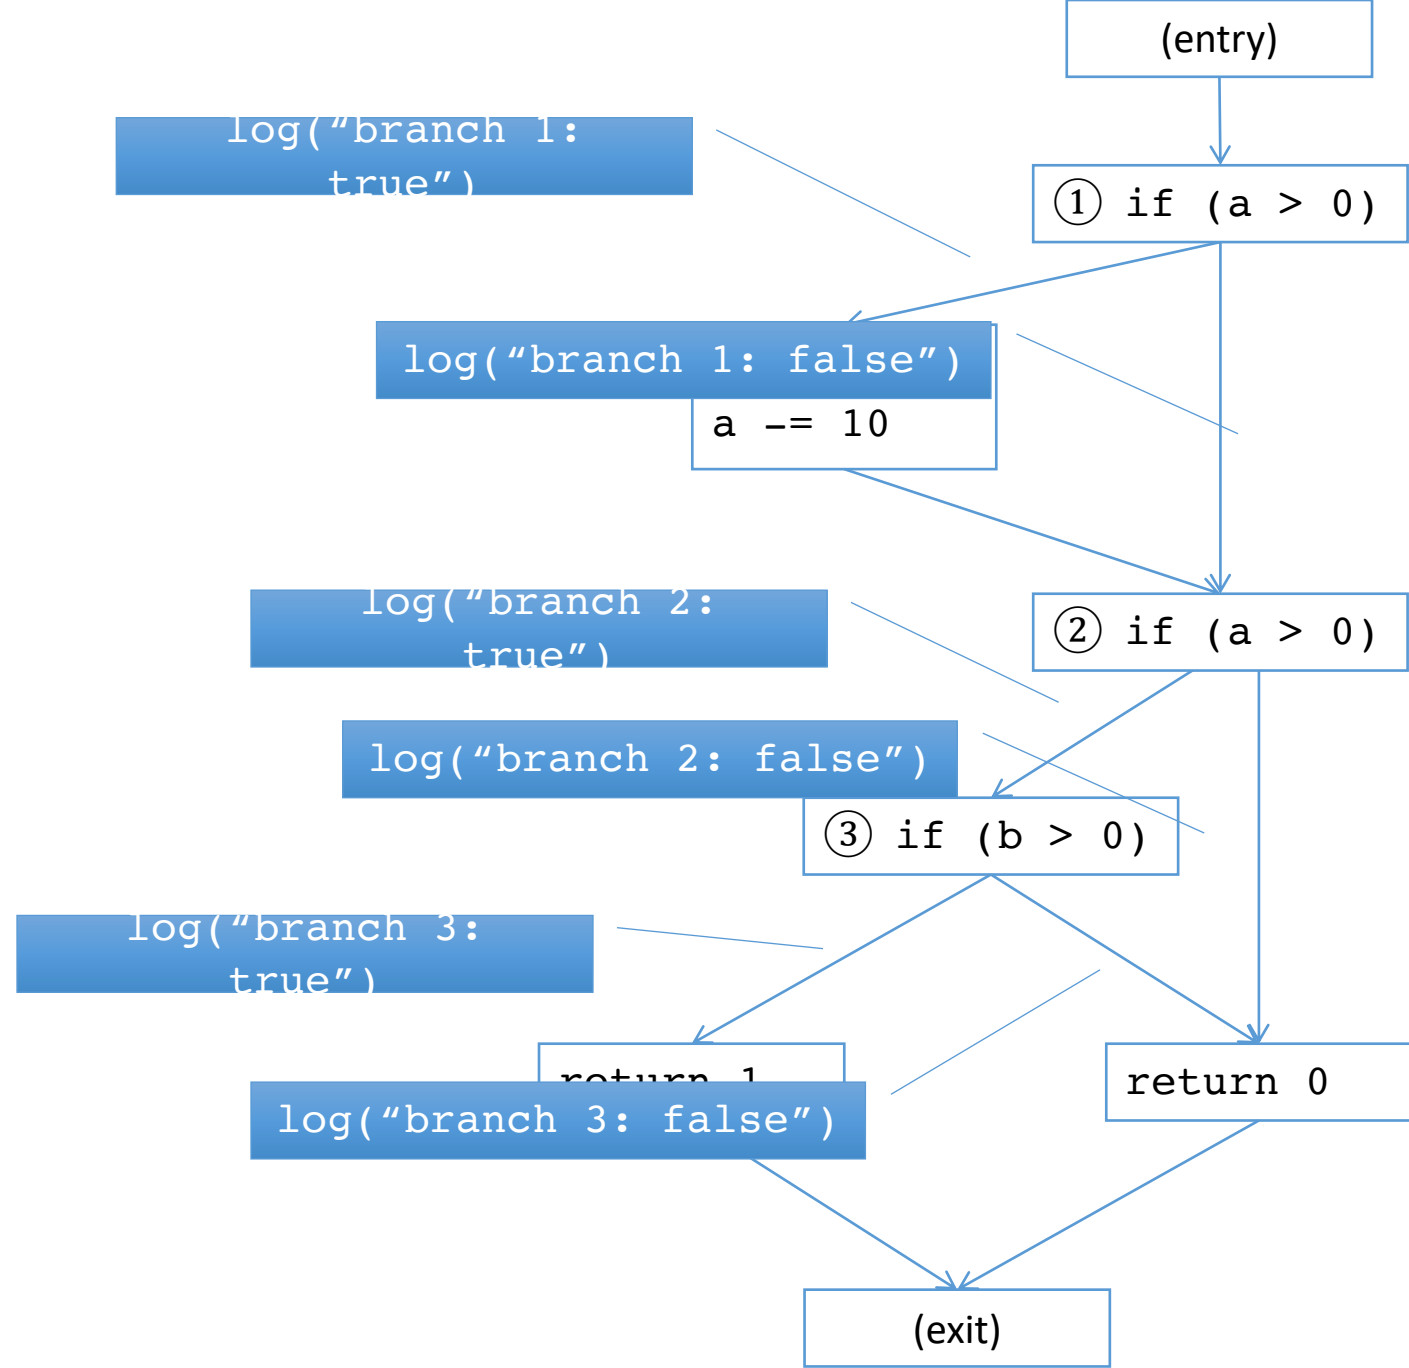 (entry)
log(“branch 1:
true”)
① if (a > 0)
log(“branch 1: false”)
a -= 10
log(“branch 2:
true”)
② if (a > 0)
log(“branch 2: false”)
③ if (b > 0)
log(“branch 3:
true”)
return 1
return 0
log(“branch 3: false”)
(exit)